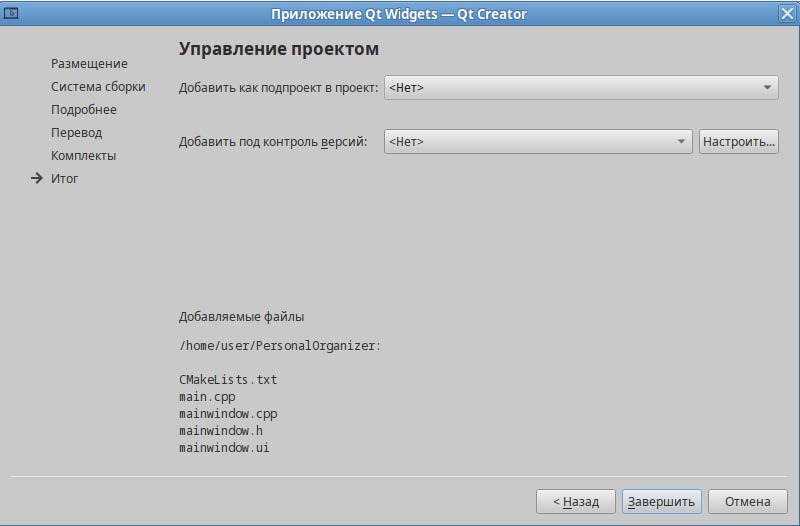 Приложение Qt Widgets — Qt Creator
Управление проектом
Размещение
Система сборки
Подробнее
Перевод
Комплекты
Итог
Добавить как подпроект в проект: <Нет>
Добавить под контроль версий: <Нет> Настроить...
Добавляемые файлы
/home/user/PersonalOrganizer:
CMakeLists.txt
main.cpp
mainwindow.cpp
mainwindow.h
mainwindow.ui
< Назад Завершить Отмена